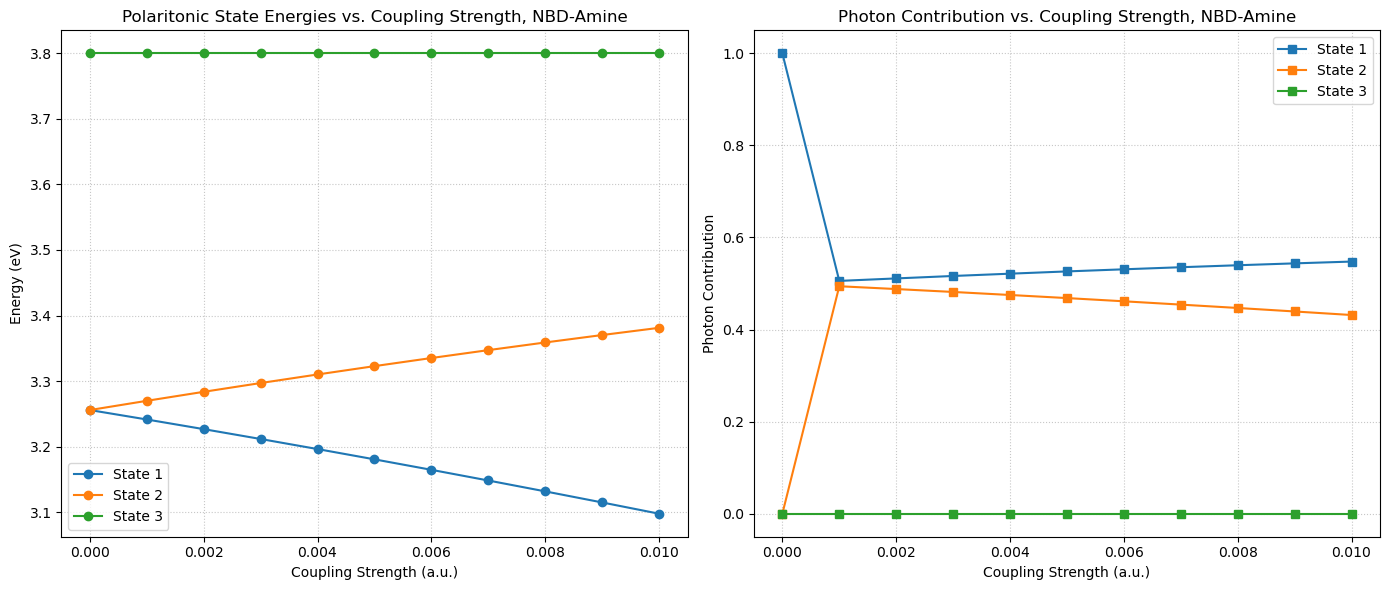 Polaritonic State Energies vs. Coupling Strength, NBD-Amine
3.8
3.7
3.6
3.5
3.4
3.3
3.2
3.1
Energy (eV)
State 1
State 2
State 3
0.000
0.002
0.004
0.006
0.008
0.010
Coupling Strength (a.u.)
Photon Contribution vs. Coupling Strength, NBD-Amine
1.0
0.8
0.6
0.4
0.2
0.0
Photon Contribution
State 1
State 2
State 3
0.000
0.002
0.004
0.006
0.008
0.010
Coupling Strength (a.u.)